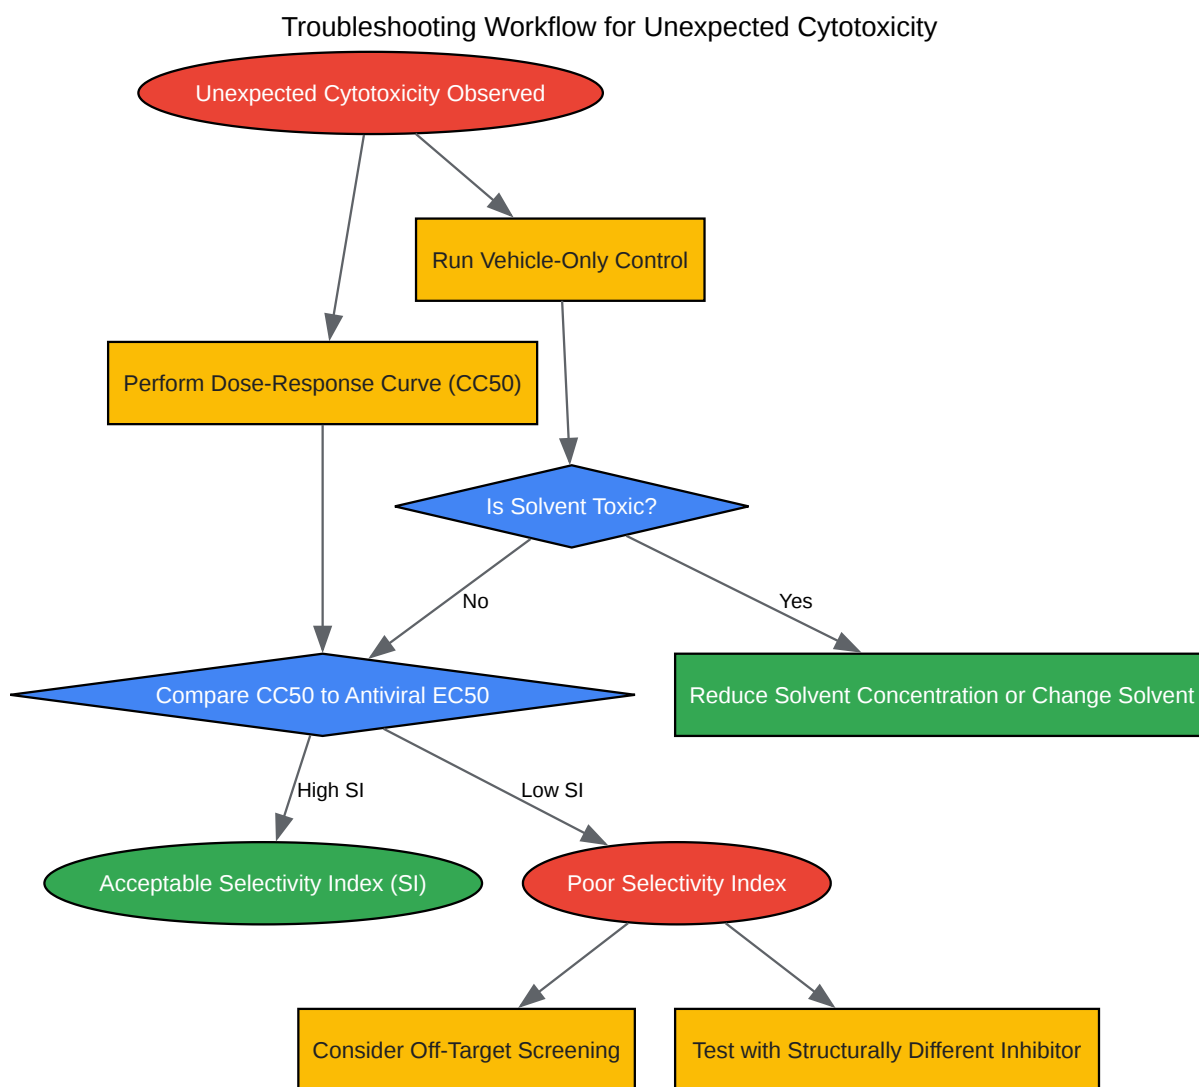 Troubleshooting Workflow for Unexpected Cytotoxicity
Unexpected Cytotoxicity Observed
Run Vehicle-Only Control
Perform Dose-Response Curve (CC50)
Is Solvent Toxic?
No
Yes
Compare CC50 to Antiviral EC50
Reduce Solvent Concentration or Change Solvent
High SI
Low SI
Acceptable Selectivity Index (SI)
Poor Selectivity Index
Consider Off-Target Screening
Test with Structurally Different Inhibitor